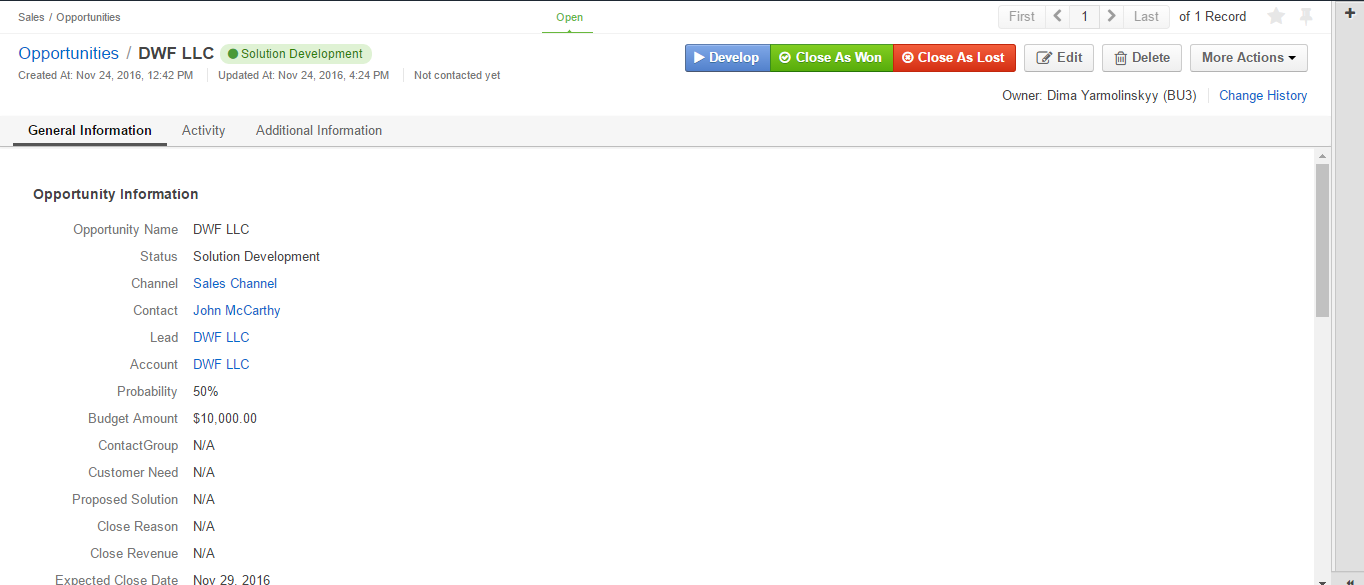 Sales / Opportunities Open First 1 Last of 1 Record
Opportunities / DWF LLC Solution Development Develop Close As Won Close As Lost Edit Delete More Actions
Created At: Nov 24, 2016, 12:42 PM Updated At: Nov 24, 2016, 4:24 PM Not contacted yet
Owner: Dima Yarmolinskyy (BU3) Change History
General Information Activity Additional Information
Opportunity Information
Opportunity Name DWF LLC
Status Solution Development
Channel Sales Channel
Contact John McCarthy
Lead DWF LLC
Account DWF LLC
Probability 50%
Budget Amount $10,000.00
ContactGroup N/A
Customer Need N/A
Proposed Solution N/A
Close Reason N/A
Close Revenue N/A
Expected Close Date Nov 29, 2016